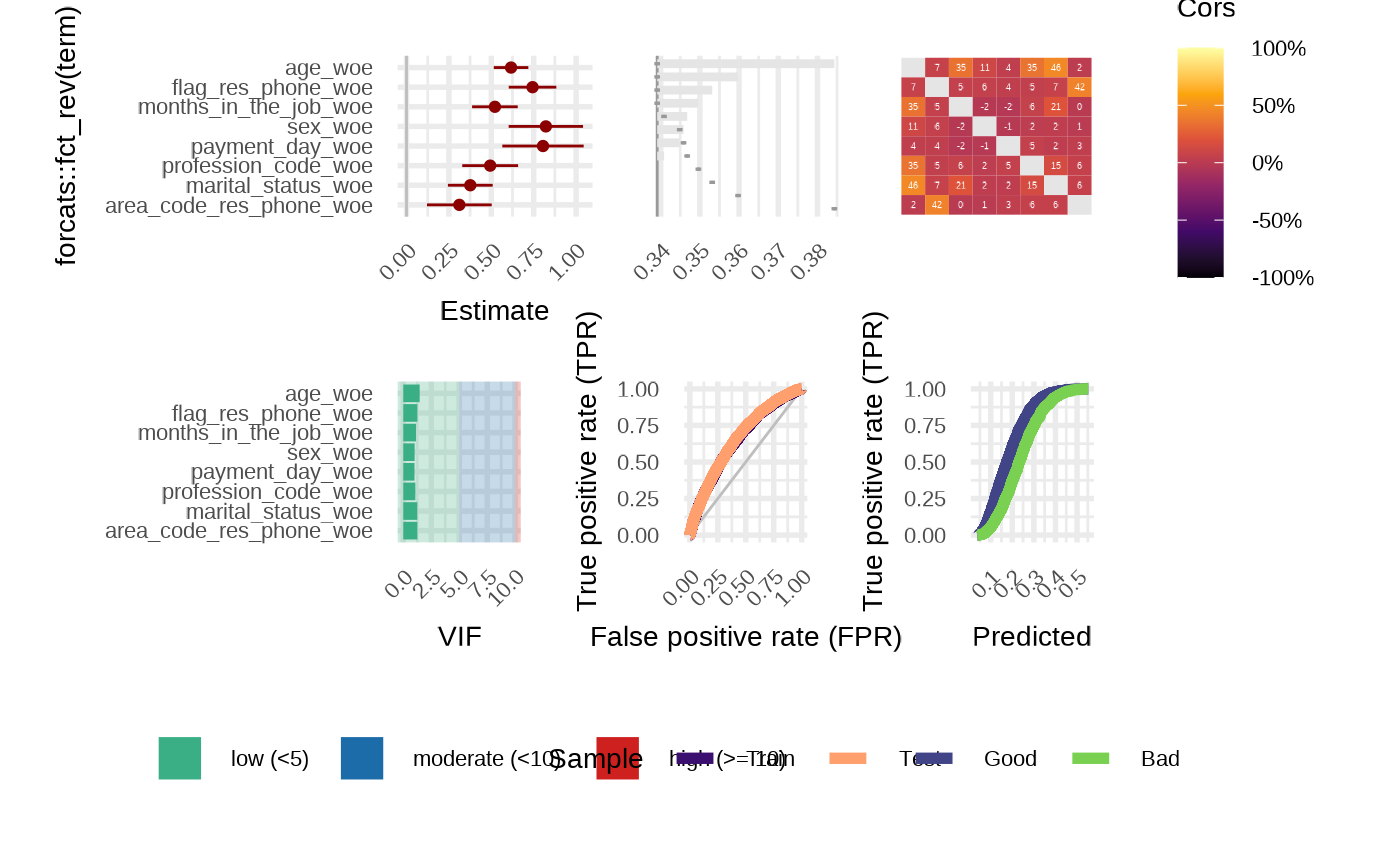 Cors
forcats::fct_rev(term)
age_woe
flag_res_phone_woe
months_in_the_job_woe
sex_woe
payment_day_woe
profession_code_woe
marital_status_woe
area_code_res_phone_woe
0.00 0.25 0.50 0.75 1.00
Estimate
0.34 0.35 0.36 0.37 0.38
7 35 11 4 35 46 2
7 5 6 4 5 7 42
35 5 -2 -2 6 21 0
11 6 -2 -1 2 2 1
4 4 -2 -1 5 2 3
35 5 6 2 5 15 6
46 7 21 2 2 15 6
2 42 0 1 3 6 6
100%
50%
0%
-50%
-100%
age_woe
flag_res_phone_woe
months_in_the_job_woe
sex_woe
payment_day_woe
profession_code_woe
marital_status_woe
area_code_res_phone_woe
0.0 2.5 5.0 7.5 10.0
VIF
True positive rate (TPR)
1.00
0.75
0.50
0.25
0.00
0.00 0.25 0.50 0.75 1.00
False positive rate (FPR)
True positive rate (TPR)
1.00
0.75
0.50
0.25
0.00
0.1 0.2 0.3 0.4 0.5
Predicted
low (<5) moderate (<10) high (>= 10)
Sample Train Test
Good Bad